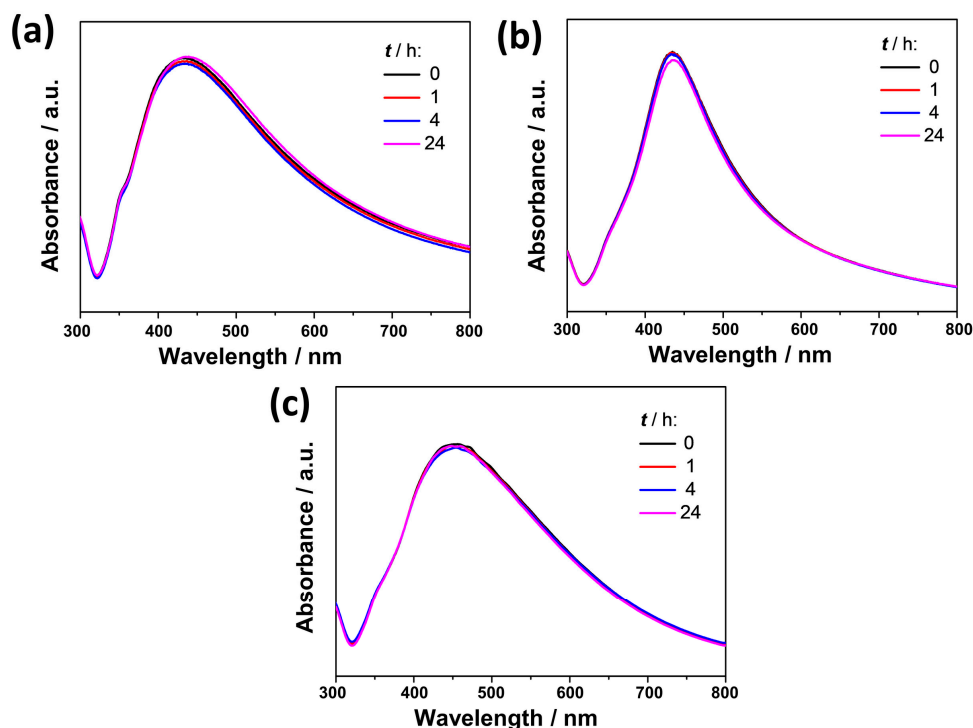 (a)
t / h:
0
1
4
24
Absorbance / a.u.
300 400 500 600 700 800
Wavelength / nm
(b)
t / h:
0
1
4
24
Absorbance / a.u.
300 400 500 600 700 800
Wavelength / nm
(c)
t / h:
0
1
4
24
Absorbance / a.u.
300 400 500 600 700 800
Wavelength / nm